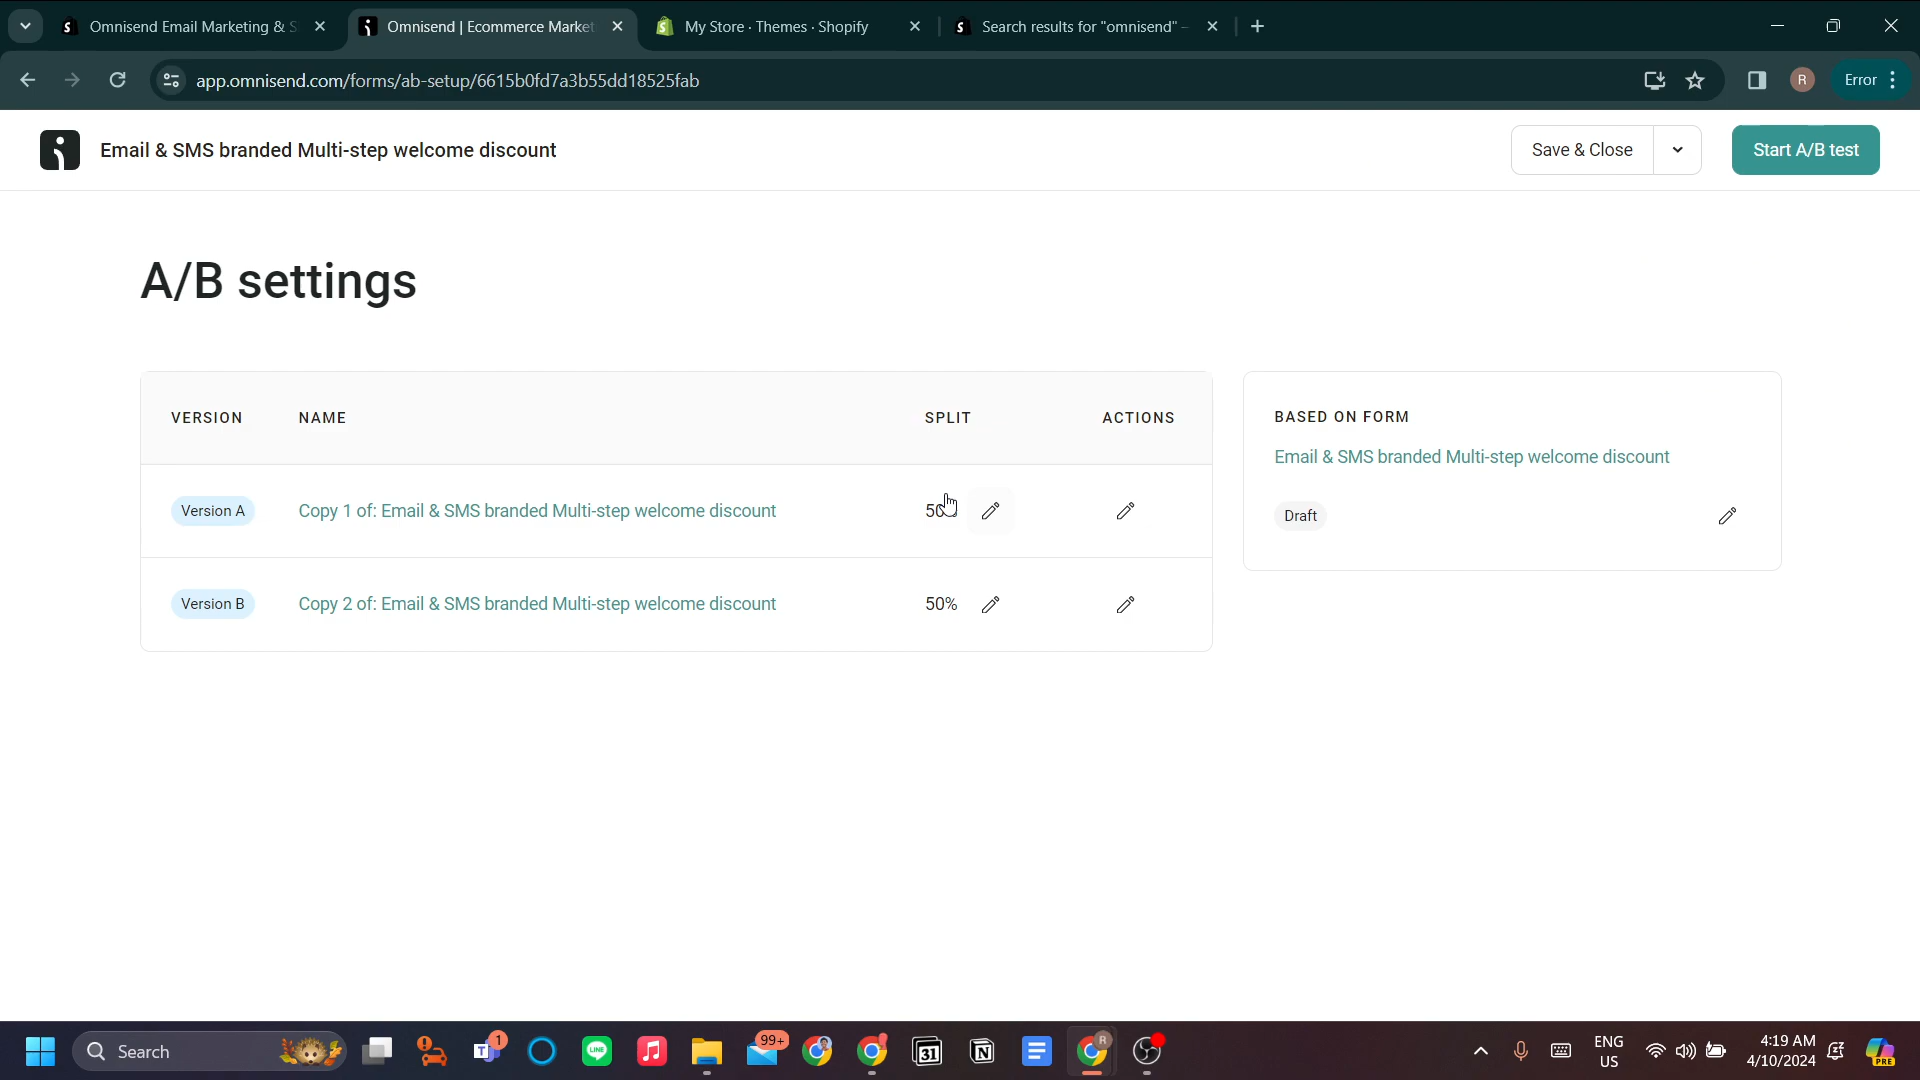 Omnisend Email Marketing & S
Omnisend | Ecommerce Market
My Store · Themes · Shopify
Search results for "omnisend" –
app.omnisend.com/forms/ab-setup/6615b0fd7a3b55dd18525fab
R
Error
Email & SMS branded Multi-step welcome discount
Save & Close
Start A/B test
A/B settings
VERSION NAME SPLIT ACTIONS
Version A Copy 1 of: Email & SMS branded Multi-step welcome discount
Version B Copy 2 of: Email & SMS branded Multi-step welcome discount 50%
BASED ON FORM
Email & SMS branded Multi-step welcome discount
Draft
Search
1
LINE
99+
31
R
ENG
US
4:19 AM
4/10/2024
PRE